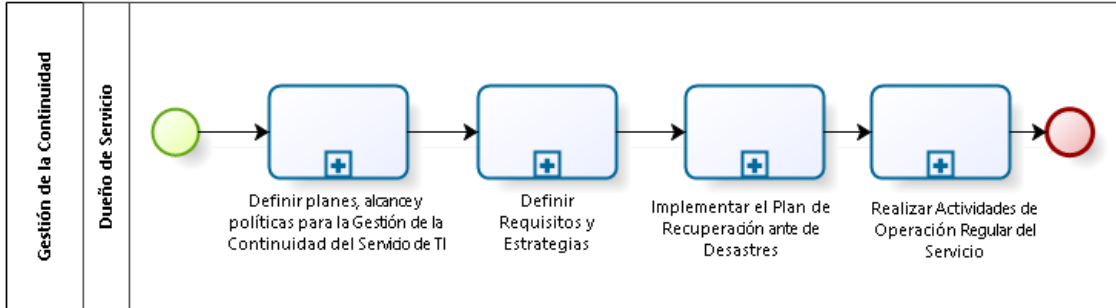 Gestión de la Continuidad
Dueño de Servicio
Definir planes, alcance y
políticas para la Gestión de la
Continuidad del Servicio de TI
Definir
Requisitos y
Estrategias
Implementar el Plan de
Recuperación ante de
Desastres
Realizar Actividades de
Operación Regular del
Servicio